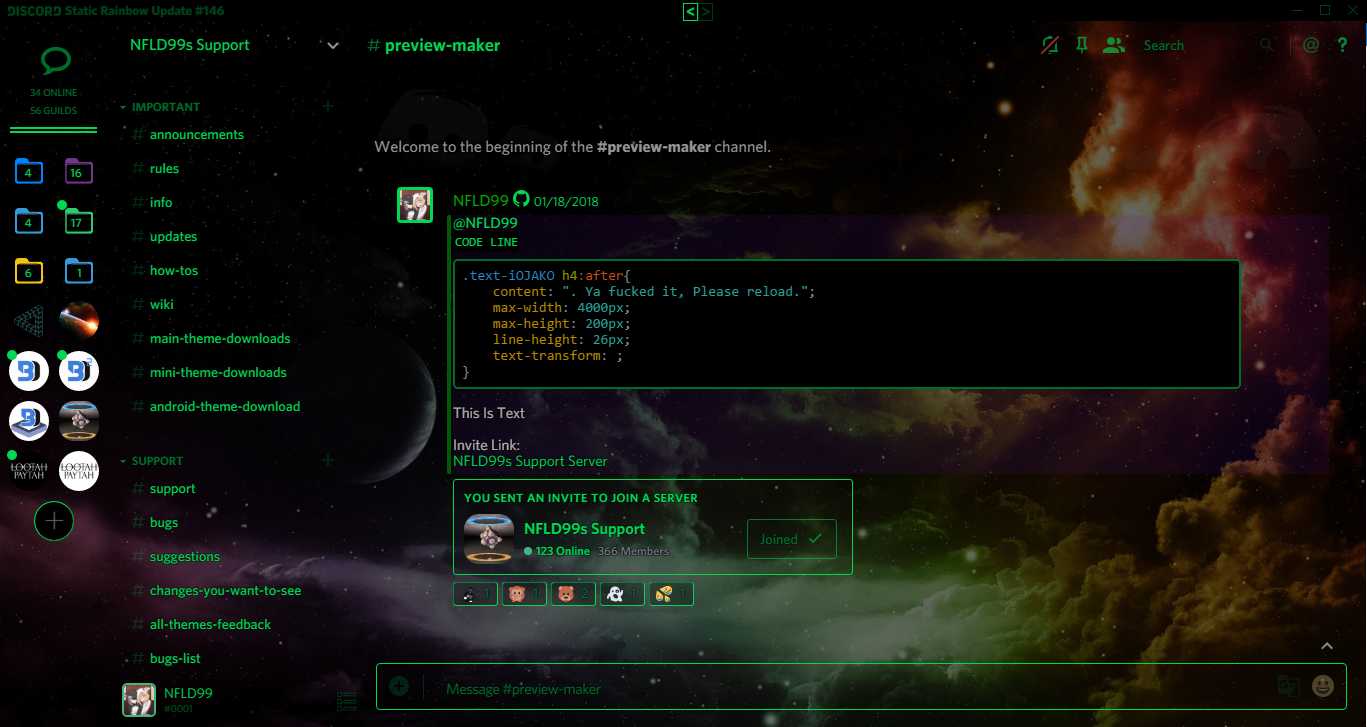 DISCORD Static Rainbow Update #146
< >
34 ONLINE
56 GUILDS
4
16
4
17
6
1
LOOTAH
PAYTAH
LOOTAH
PAYTAH
NFLD99s Support
IMPORTANT
# announcements
# rules
# info
# updates
# how-tos
# wiki
# main-theme-downloads
# mini-theme-downloads
# android-theme-download
SUPPORT
# support
# bugs
# suggestions
# changes-you-want-to-see
# all-themes-feedback
# bugs-list
NFLD99
#0001
# preview-maker
Search
@ ?
Welcome to the beginning of the #preview-maker channel.
NFLD99 01/18/2018
@NFLD99
CODE LINE
.text-iOJAKO h4:after{
content: ". Ya fucked it, Please reload.";
max-width: 4000px;
max-height: 200px;
line-height: 26px;
text-transform: ;
}
This Is Text
Invite Link:
NFLD99s Support Server
YOU SENT AN INVITE TO JOIN A SERVER
NFLD99s Support
123 Online 366 Members
Joined
1 1 2 1 1
Message #preview-maker